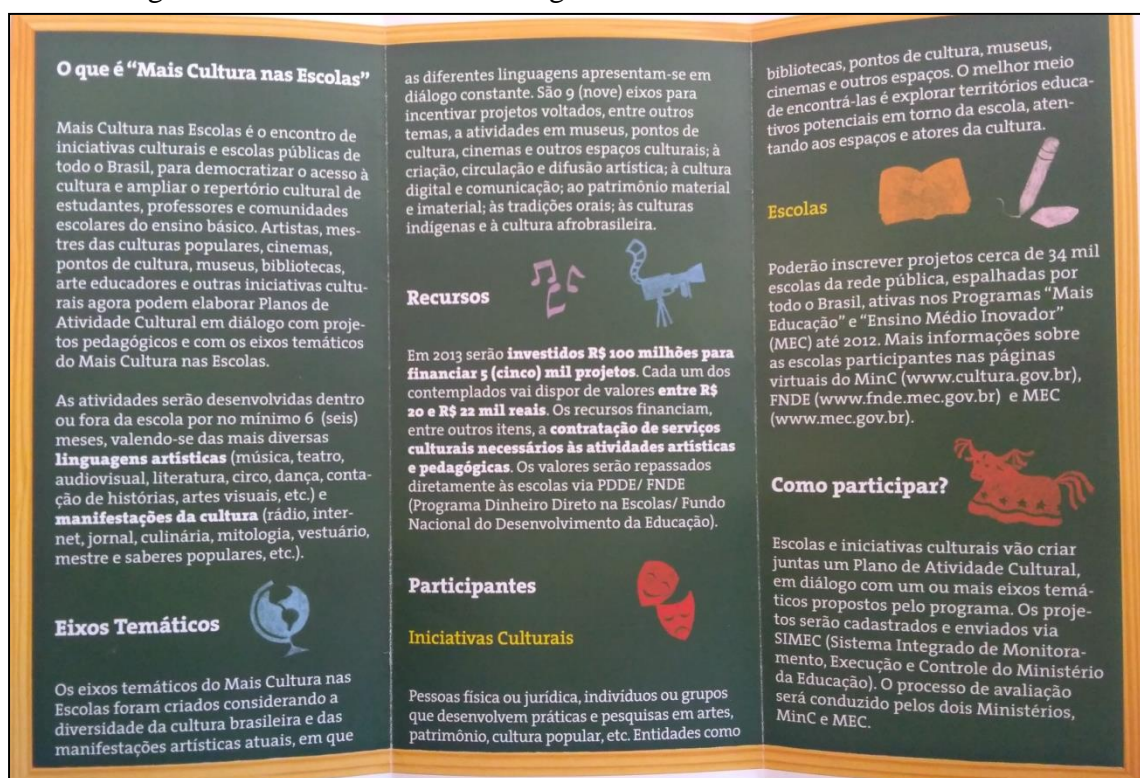 O que é “Mais Cultura nas Escolas”
Mais Cultura nas Escolas é o encontro de
iniciativas culturais e escolas públicas de
todo o Brasil, para democratizar o acesso à
cultura e ampliar o repertório cultural de
estudantes, professores e comunidades
escolares do ensino básico. Artistas, mes-
tres das culturas populares, cinemas,
pontos de cultura, museus, bibliotecas,
arte educadores e outras iniciativas cultu-
rais agora podem elaborar Planos de
Atividade Cultural em diálogo com proje-
tos pedagógicos e com os eixos temáticos
do Mais Cultura nas Escolas.
As atividades serão desenvolvidas dentro
ou fora da escola por no mínimo 6 (seis)
meses, valendo-se das mais diversas
linguagens artísticas (música, teatro,
audiovisual, literatura, circo, dança, conta-
ção de histórias, artes visuais, etc.) e
manifestações da cultura (rádio, inter-
net, jornal, culinária, mitologia, vestuário,
mestre e saberes populares, etc.).
Eixos Temáticos
Os eixos temáticos do Mais Cultura nas
Escolas foram criados considerando a
diversidade da cultura brasileira e das
manifestações artísticas atuais, em que
as diferentes linguagens apresentam-se em
diálogo constante. São 9 (nove) eixos para
incentivar projetos voltados, entre outros
temas, a atividades em museus, pontos de
cultura, cinemas e outros espaços culturais; à
criação, circulação e difusão artística; à cultura
digital e comunicação; ao patrimônio material
e imaterial; às tradições orais; às culturas
indígenas e à cultura afrobrasileira.
Recursos
Em 2013 serão investidos R$ 100 milhões para
financiar 5 (cinco) mil projetos. Cada um dos
contemplados vai dispor de valores entre R$
20 e R$ 22 mil reais. Os recursos financiam,
entre outros itens, a contratação de serviços
culturais necessários às atividades artísticas
e pedagógicas. Os valores serão repassados
diretamente às escolas via PDDE/ FNDE
(Programa Dinheiro Direto na Escolas/ Fundo
Nacional do Desenvolvimento da Educação).
Participantes
Iniciativas Culturais
Pessoas física ou jurídica, indivíduos ou grupos
que desenvolvem práticas e pesquisas em artes,
patrimônio, cultura popular, etc. Entidades como
bibliotecas, pontos de cultura, museus,
cinemas e outros espaços. O melhor meio
de encontrá-las é explorar territórios educa-
tivos potenciais em torno da escola, aten-
tando aos espaços e atores da cultura.
Escolas
Poderão inscrever projetos cerca de 34 mil
escolas da rede pública, espalhadas por
todo o Brasil, ativas nos Programas “Mais
Educação” e “Ensino Médio Inovador”
(MEC) até 2012. Mais informações sobre
as escolas participantes nas páginas
virtuais do MinC (www.cultura.gov.br),
FNDE (www.fnde.mec.gov.br) e MEC
(www.mec.gov.br).
Como participar?
Escolas e iniciativas culturais vão criar
juntas um Plano de Atividade Cultural,
em diálogo com um ou mais eixos temá-
ticos propostos pelo programa. Os proje-
tos serão cadastrados e enviados via
SIMEC (Sistema Integrado de Monitora-
mento, Execução e Controle do Ministério
da Educação). O processo de avaliação
será conduzido pelos dois Ministérios,
MinC e MEC.